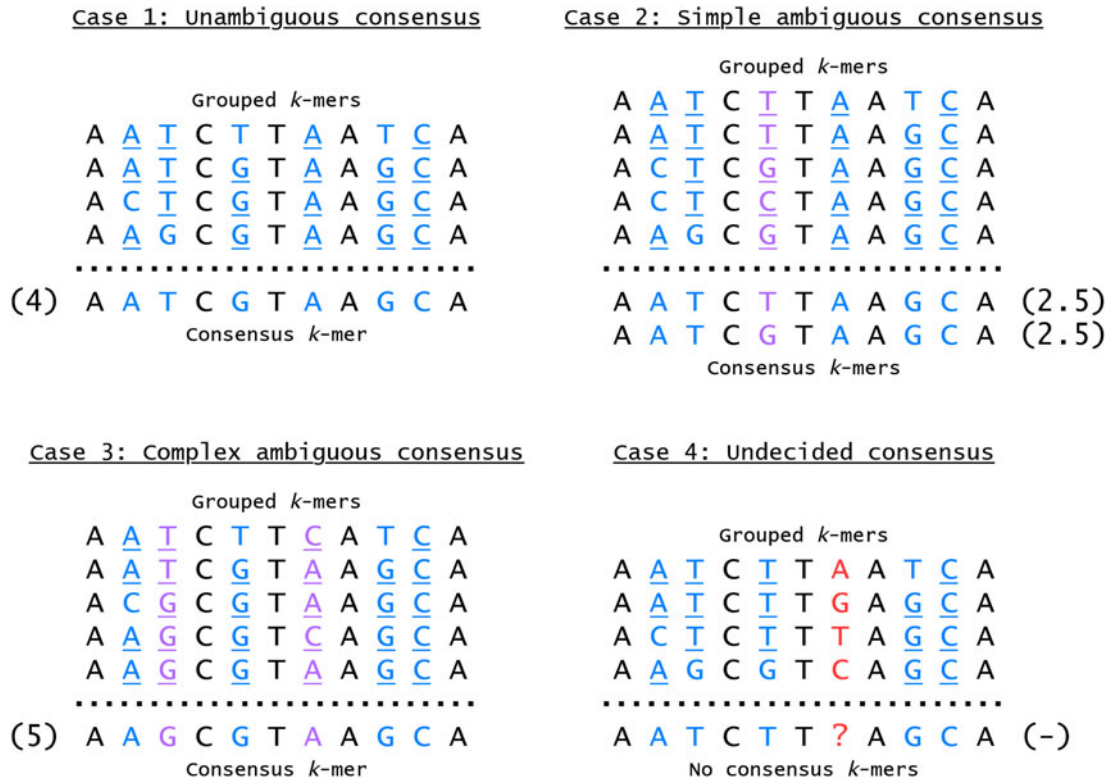 Case 1: Unambiguous consensus
Grouped k-mers
A A T C T T A A T C A
A A T C G T A A G C A
A C T C G T A A G C A
A A G C G T A A G C A
(4) A A T C G T A A G C A
Consensus k-mer
Case 2: Simple ambiguous consensus
Grouped k-mers
A A T C T T A A T C A
A A T C T T A A G C A
A C T C G T A A G C A
A C T C C T A A G C A
A A G C G T A A G C A
A A T C T T A A G C A (2.5)
A A T C G T A A G C A (2.5)
Consensus k-mers
Case 3: Complex ambiguous consensus
Grouped k-mers
A A T C T T C A T C A
A A T C G T A A G C A
A C G C G T A A G C A
A A G C G T C A G C A
A A G C G T A A G C A
(5) A A G C G T A A G C A
Consensus k-mer
Case 4: Undecided consensus
Grouped k-mers
A A T C T T A A T C A
A A T C T T G A G C A
A C T C T T T A G C A
A A G C G T C A G C A
A A T C T T ? A G C A (-)
No consensus k-mers